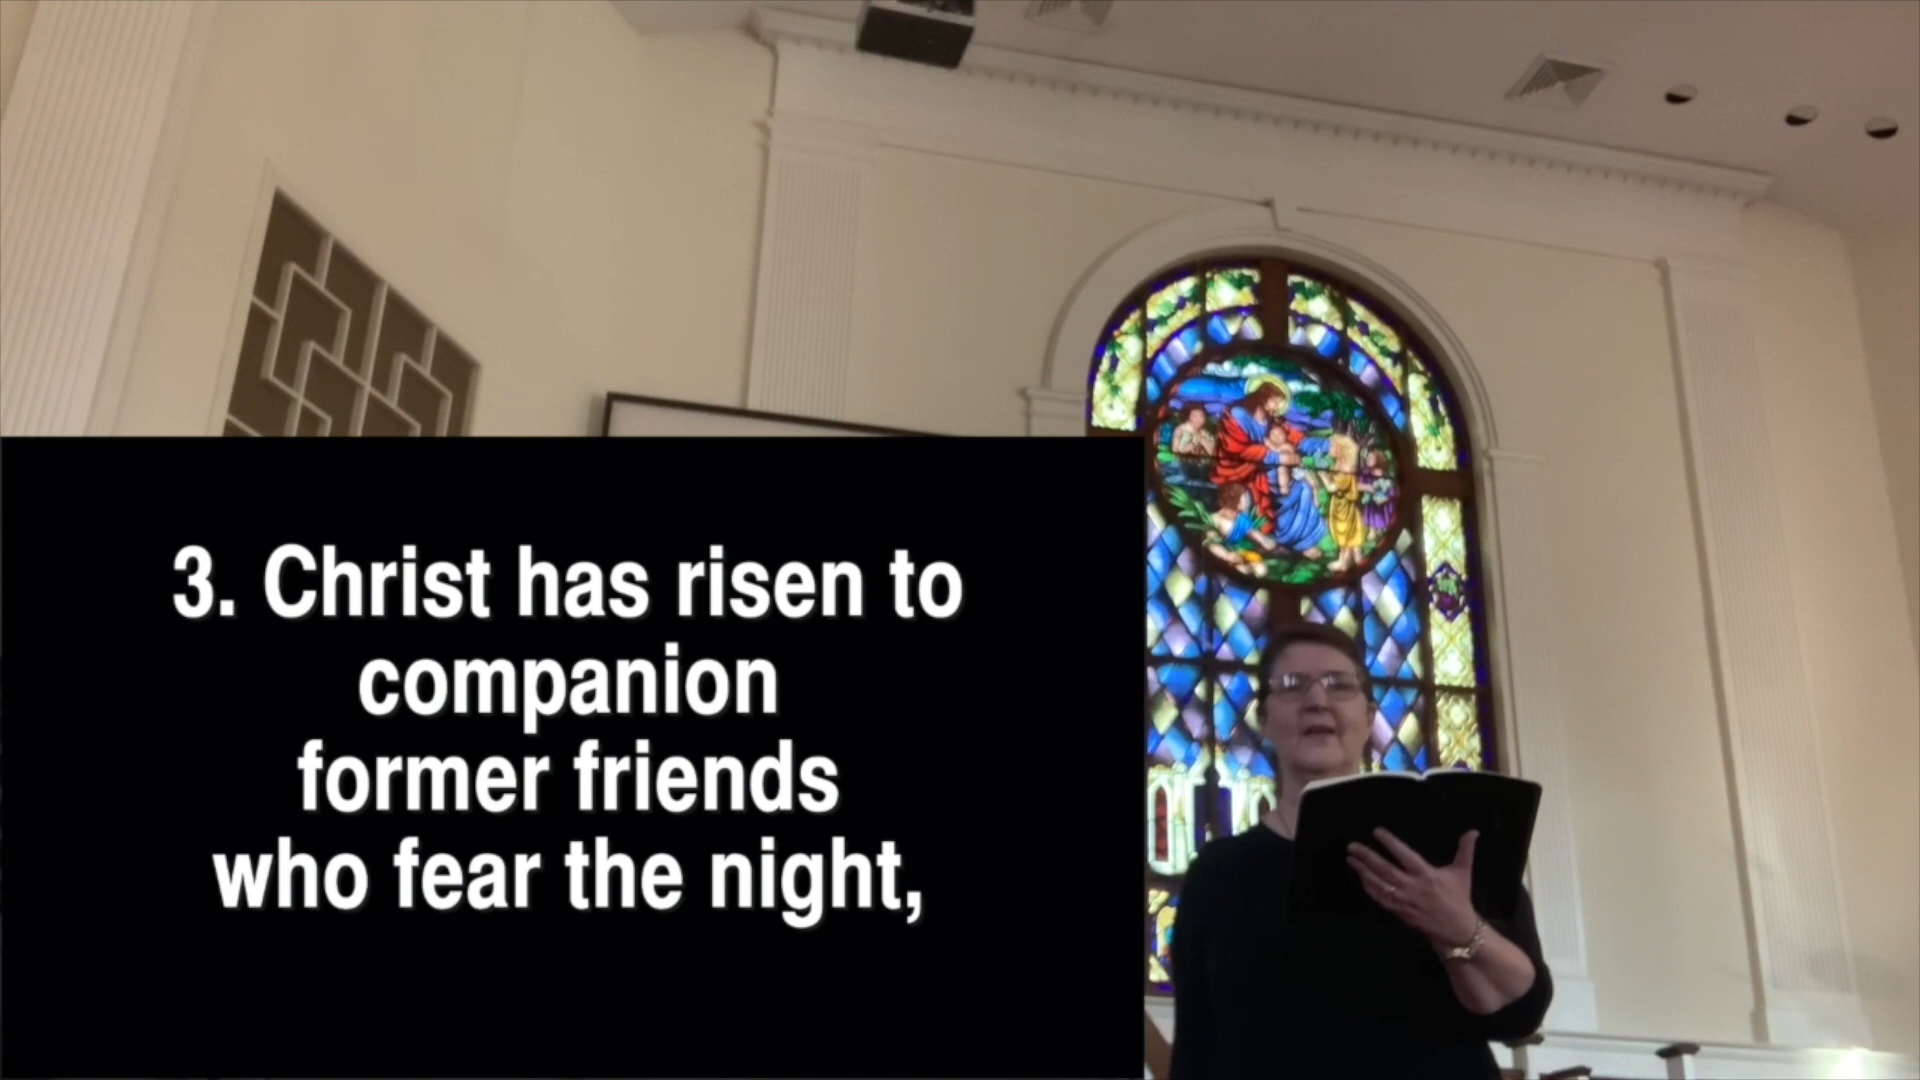 3. Christ has risen to
companion
former friends
who fear the night,